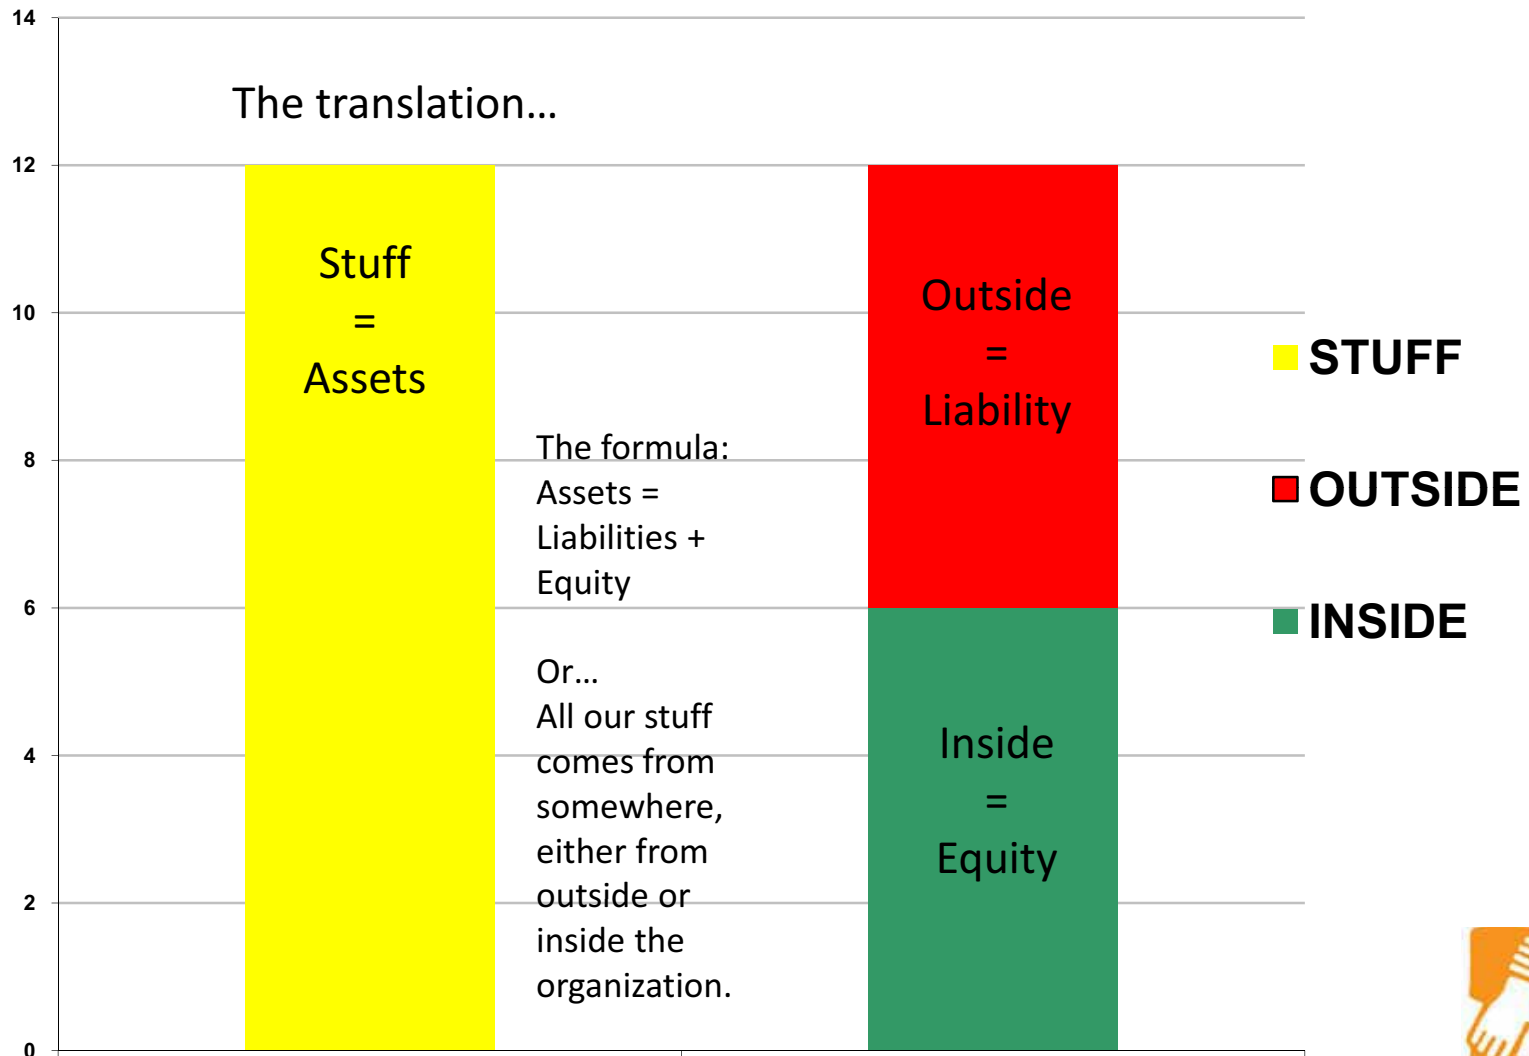 14
The translation…
12
Stuff
=
Assets
Outside
=
Liability
10
STUFF
The formula:
Assets =
Liabilities +
Equity
8
OUTSIDE
6
INSIDE
Or…
All our stuff
comes from
somewhere,
either from
outside or
inside the
organization.
Inside
=
Equity
4
2
0